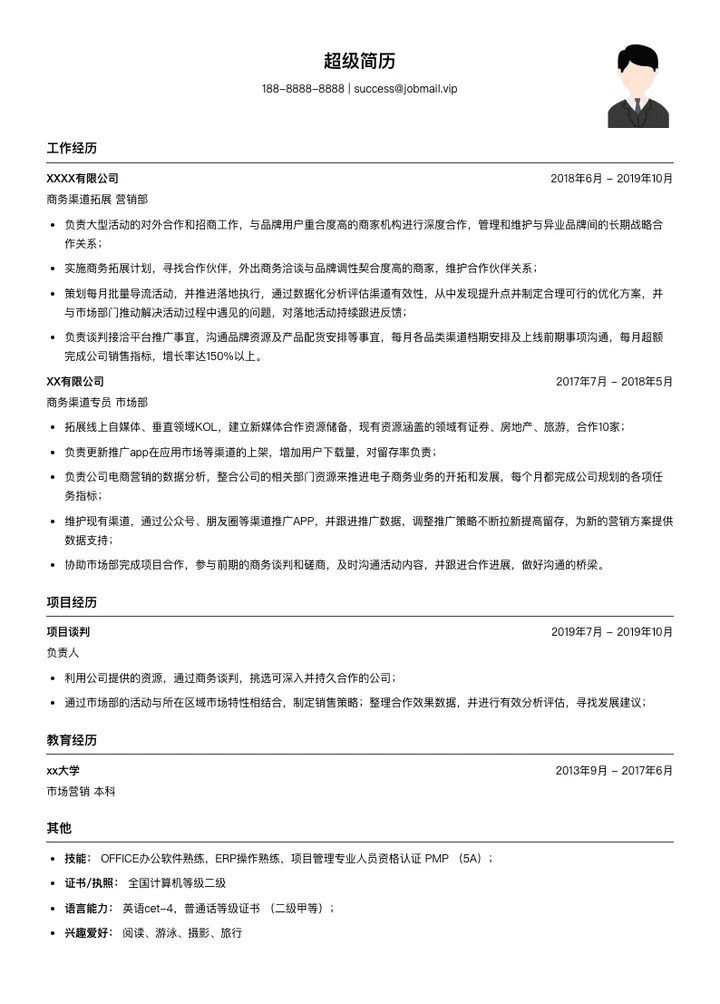 超级简历
188-8888-8888 | success@jobmail.vip
工作经历
XXXX有限公司 2018年6月 – 2019年10月
商务渠道拓展 营销部
• 负责大型活动的对外合作和招商工作，与品牌用户重合度高的商家机构进行深度合作，管理和维护与异业品牌间的长期战略合
作关系；
• 实施商务拓展计划，寻找合作伙伴，外出商务洽谈与品牌调性契合度高的商家，维护合作伙伴关系；
• 策划每月批量导流活动，并推进落地执行，通过数据化分析评估渠道有效性，从中发现提升点并制定合理可行的优化方案，并
与市场部门推动解决活动过程中遇见的问题，对落地活动持续跟进反馈；
• 负责谈判接洽平台推广事宜，沟通品牌资源及产品配货安排等事宜，每月各品类渠道档期安排及上线前期事项沟通，每月超额
完成公司销售指标，增长率达150%以上。
XX有限公司 2017年7月 – 2018年5月
商务渠道专员 市场部
• 拓展线上自媒体、垂直领域KOL，建立新媒体合作资源储备，现有资源涵盖的领域有证券、房地产、旅游，合作10家；
• 负责更新推广app在应用市场等渠道的上架，增加用户下载量，对留存率负责；
• 负责公司电商营销的数据分析，整合公司的相关部门资源来推进电子商务业务的开拓和发展，每个月都完成公司规划的各项任
务指标；
• 维护现有渠道，通过公众号、朋友圈等渠道推广APP，并跟进推广数据，调整推广策略不断拉新提高留存，为新的营销方案提供
数据支持；
• 协助市场部完成项目合作，参与前期的商务谈判和磋商，及时沟通活动内容，并跟进合作进展，做好沟通的桥梁。
项目经历
项目谈判 2019年7月 – 2019年10月
负责人
• 利用公司提供的资源，通过商务谈判，挑选可深入并持久合作的公司；
• 通过市场部的活动与所在区域市场特性相结合，制定销售策略；整理合作效果数据，并进行有效分析评估，寻找发展建议；
教育经历
xx大学 2013年9月 – 2017年6月
市场营销 本科
其他
• 技能： OFFICE办公软件熟练，ERP操作熟练，项目管理专业人员资格认证 PMP （5A）；
• 证书/执照： 全国计算机等级二级
• 语言能力： 英语cet-4，普通话等级证书 （二级甲等）；
• 兴趣爱好： 阅读、游泳、摄影、旅行